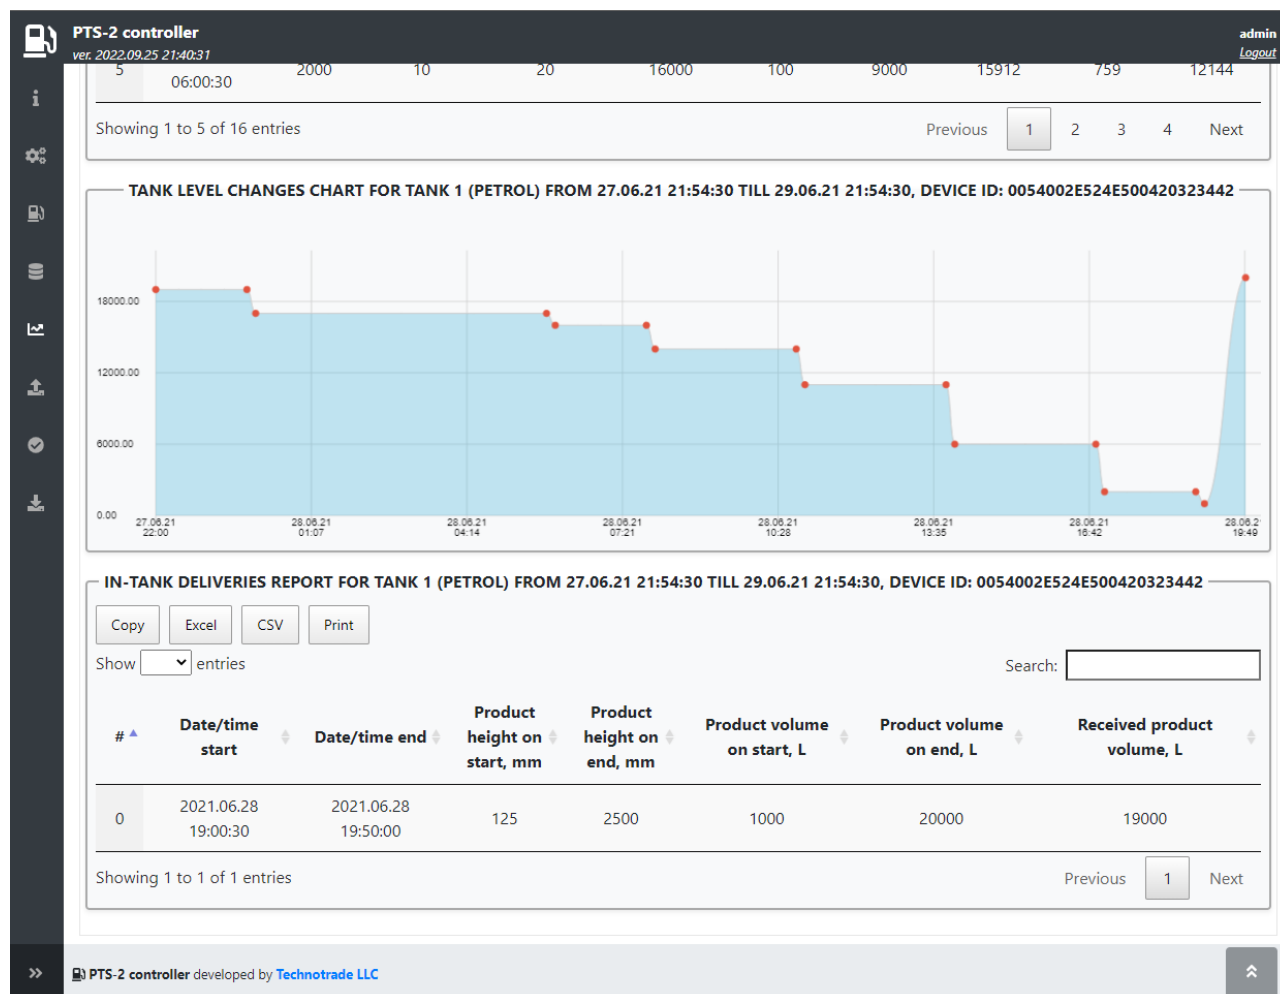 PTS-2 controller
ver. 2022.09.25 21:40:31
admin
Logout
5 06:00:30 2000 10 20 16000 100 9000 15912 759 12144
Showing 1 to 5 of 16 entries
Previous 1 2 3 4 Next
TANK LEVEL CHANGES CHART FOR TANK 1 (PETROL) FROM 27.06.21 21:54:30 TILL 29.06.21 21:54:30, DEVICE ID: 0054002E524E500420323442
18000.00
12000.00
6000.00
0.00
27.06.21 28.06.21 28.06.21 28.06.21 28.06.21 28.06.21 28.06.21 28.06.2
22:00 01:07 04:14 07:21 10:28 13:35 16:42 19:49
IN-TANK DELIVERIES REPORT FOR TANK 1 (PETROL) FROM 27.06.21 21:54:30 TILL 29.06.21 21:54:30, DEVICE ID: 0054002E524E500420323442
Copy Excel CSV Print
Show entries
Search:
# Date/time start Date/time end Product height on start, mm Product height on end, mm Product volume on start, L Product volume on end, L Received product volume, L
0 2021.06.28 19:00:30 2021.06.28 19:50:00 125 2500 1000 20000 19000
Showing 1 to 1 of 1 entries
Previous 1 Next
PTS-2 controller developed by Technotrade LLC